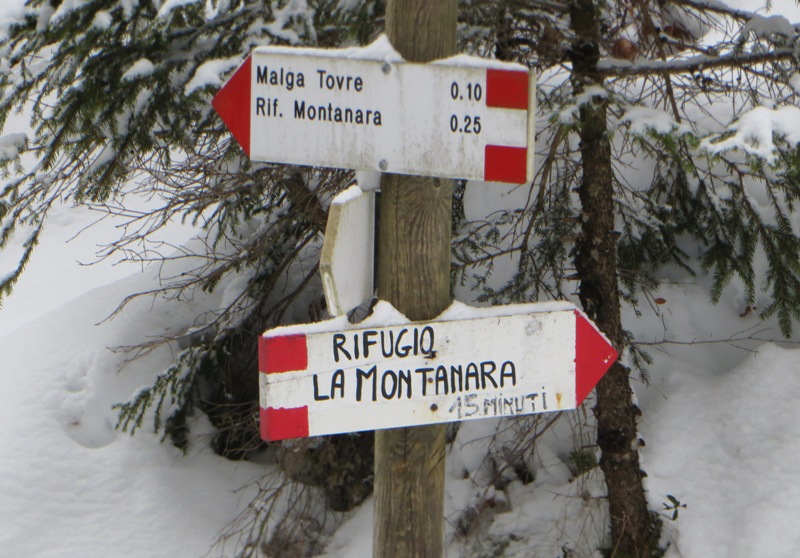 Malga Tovre 0.10
Rif. Montanara 0.25
RIFUGIO
LA MONTANARA
15 MINUTI